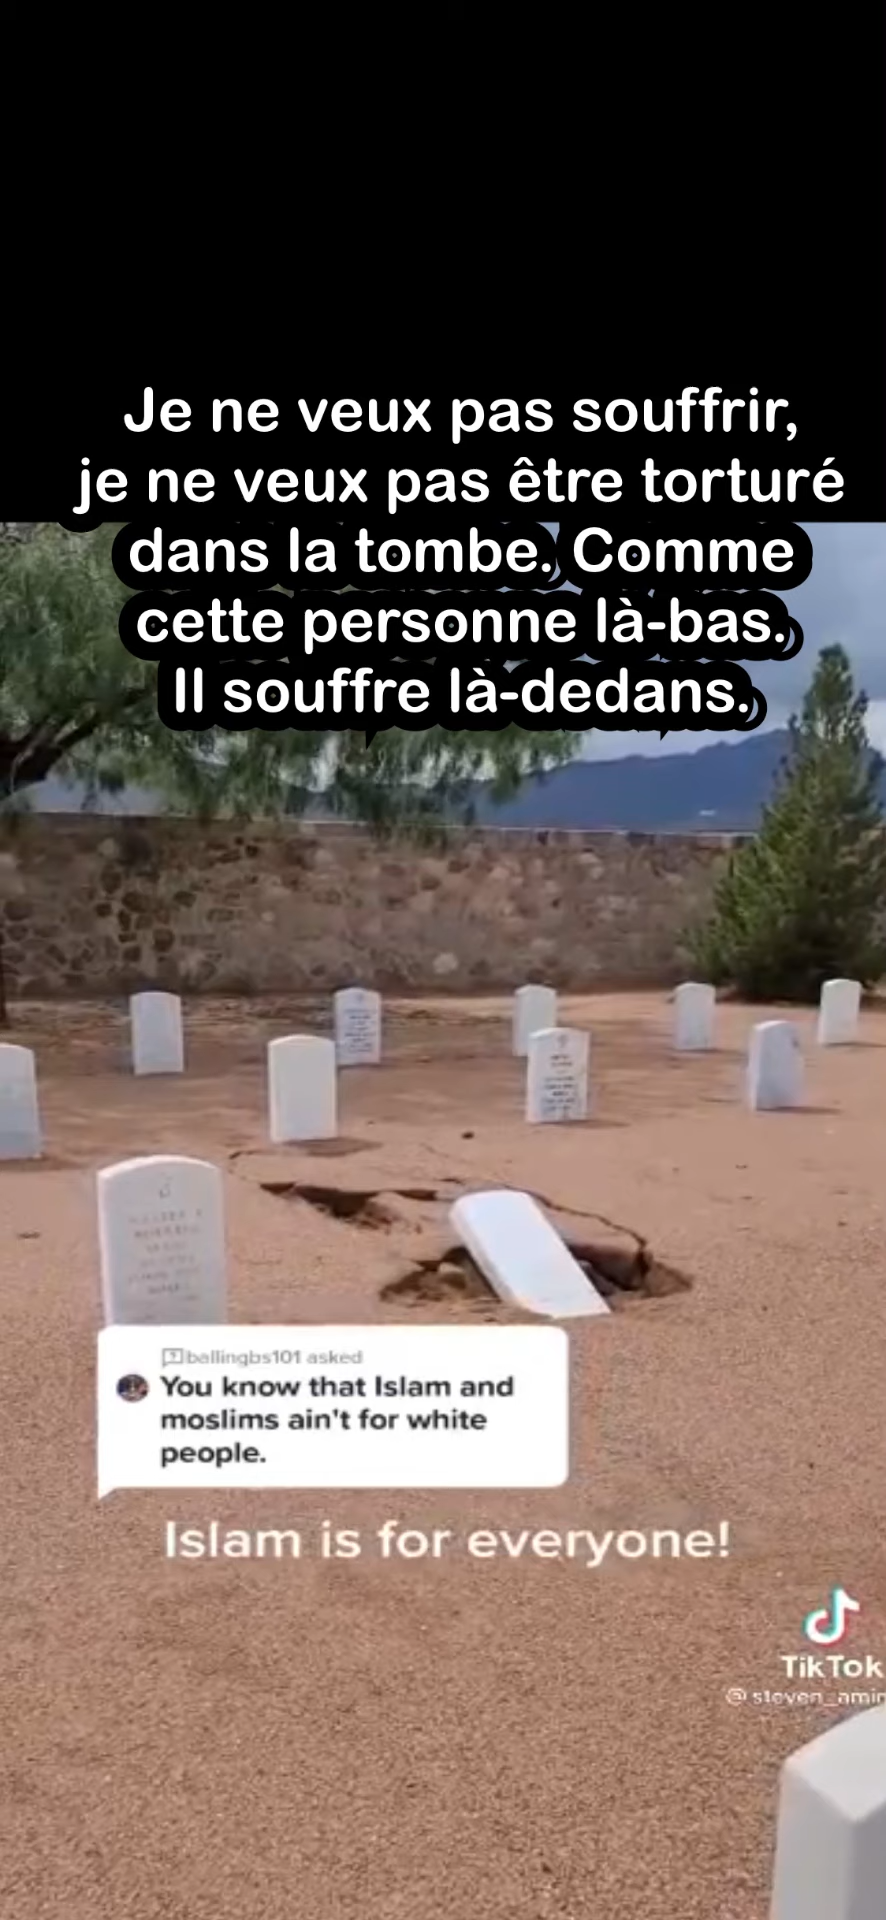 Je ne veux pas souffrir,
je ne veux pas être torturé
dans la tombe. Comme
cette personne là-bas.
Il souffre là-dedans.
ballingbs101 asked
You know that Islam and
moslims ain't for white
people.
Islam is for everyone!
TikTok
@steven_amin